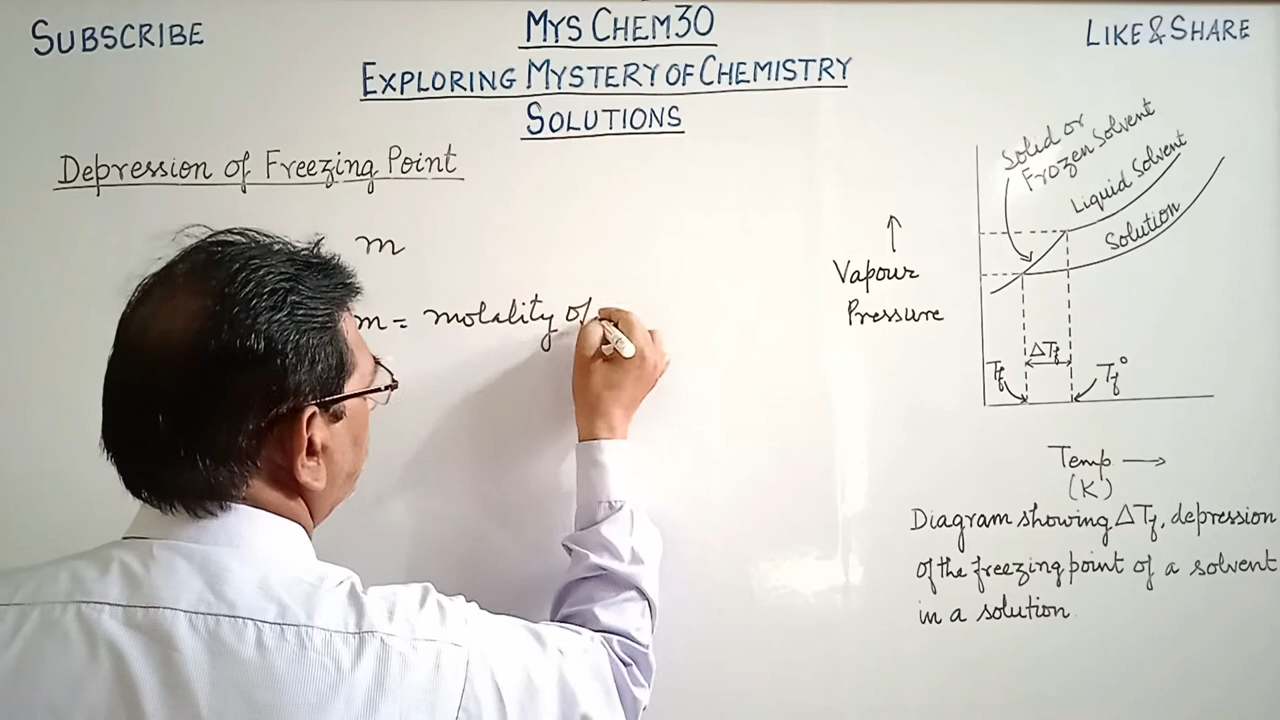 SUBSCRIBE
MYS CHEM30
LIKE & SHARE
EXPLORING MYSTERY OF CHEMISTRY
SOLUTIONS
Depression of Freezing Point
m
m = molality of
Solid or
Frozen Solvent
Liquid Solvent
Solution
↑
Vapour
Pressure
ΔTf
Tf
Tf°
Temp →
(K)
Diagram showing ΔTf, depression
of the freezing point of a solvent
in a solution.